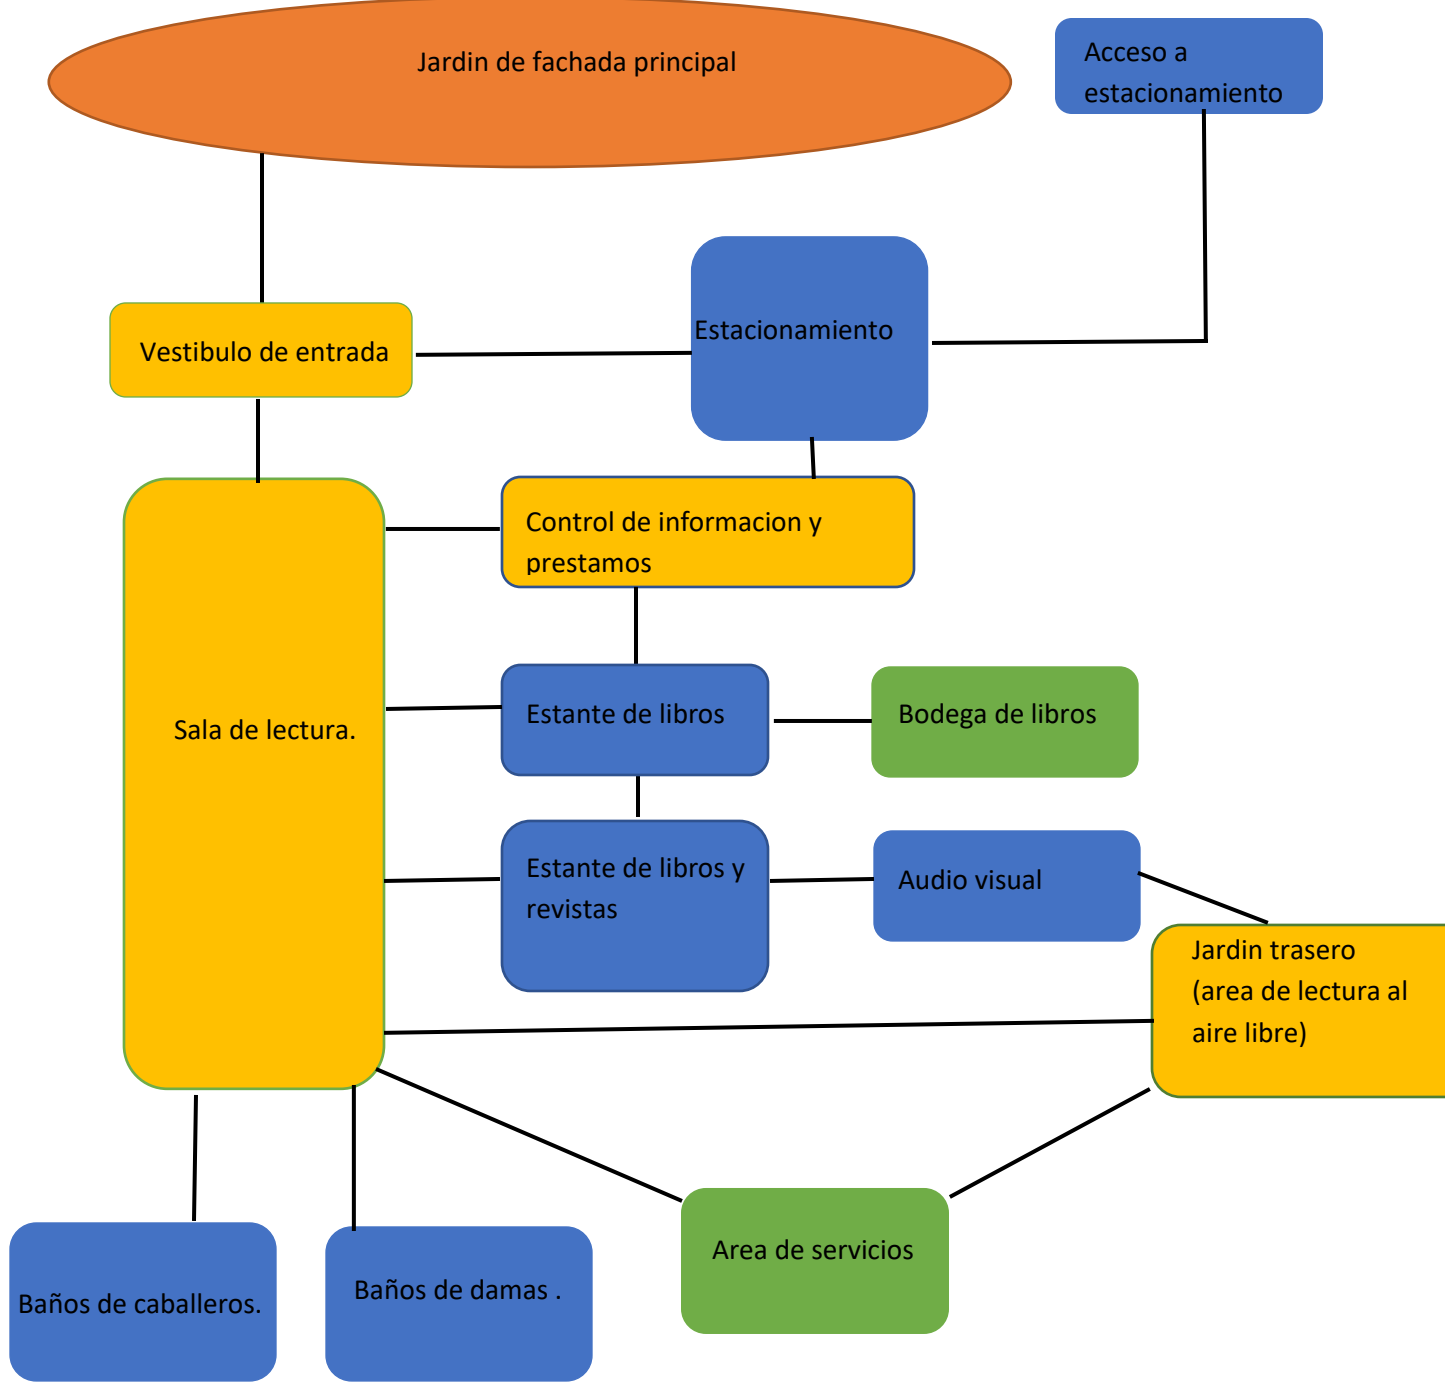 Jardin de fachada principal
Acceso a
estacionamiento
Estacionamiento
Vestibulo de entrada
Control de informacion y
prestamos
Sala de lectura.
Estante de libros
Bodega de libros
Estante de libros y
revistas
Audio visual
Jardin trasero
(area de lectura al
aire libre)
Area de servicios
Baños de caballeros.
Baños de damas .